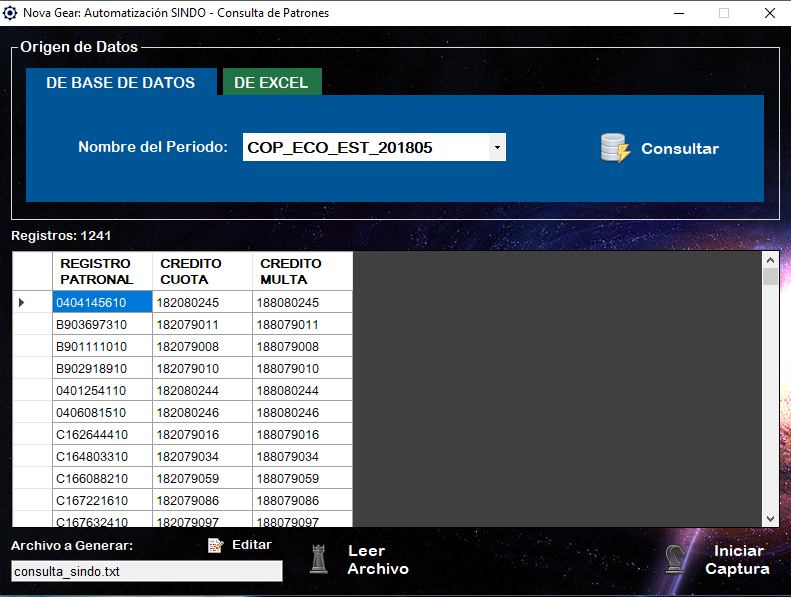 Nova Gear: Automatización SINDO - Consulta de Patrones
Origen de Datos
DE BASE DE DATOS DE EXCEL
Nombre del Periodo: COP_ECO_EST_201805 Consultar
Registros: 1241
REGISTRO PATRONAL CREDITO CUOTA CREDITO MULTA
0404145610 182080245 188080245
B903697310 182079011 188079011
B901111010 182079008 188079008
B902918910 182079010 188079010
0401254110 182080244 188080244
0406081510 182080246 188080246
C162644410 182079016 188079016
C164803310 182079034 188079034
C166088210 182079059 188079059
C167221610 182079086 188079086
C167632410 182079097 188079097
Archivo a Generar: Editar
consulta_sindo.txt
Leer
Archivo
Iniciar
Captura